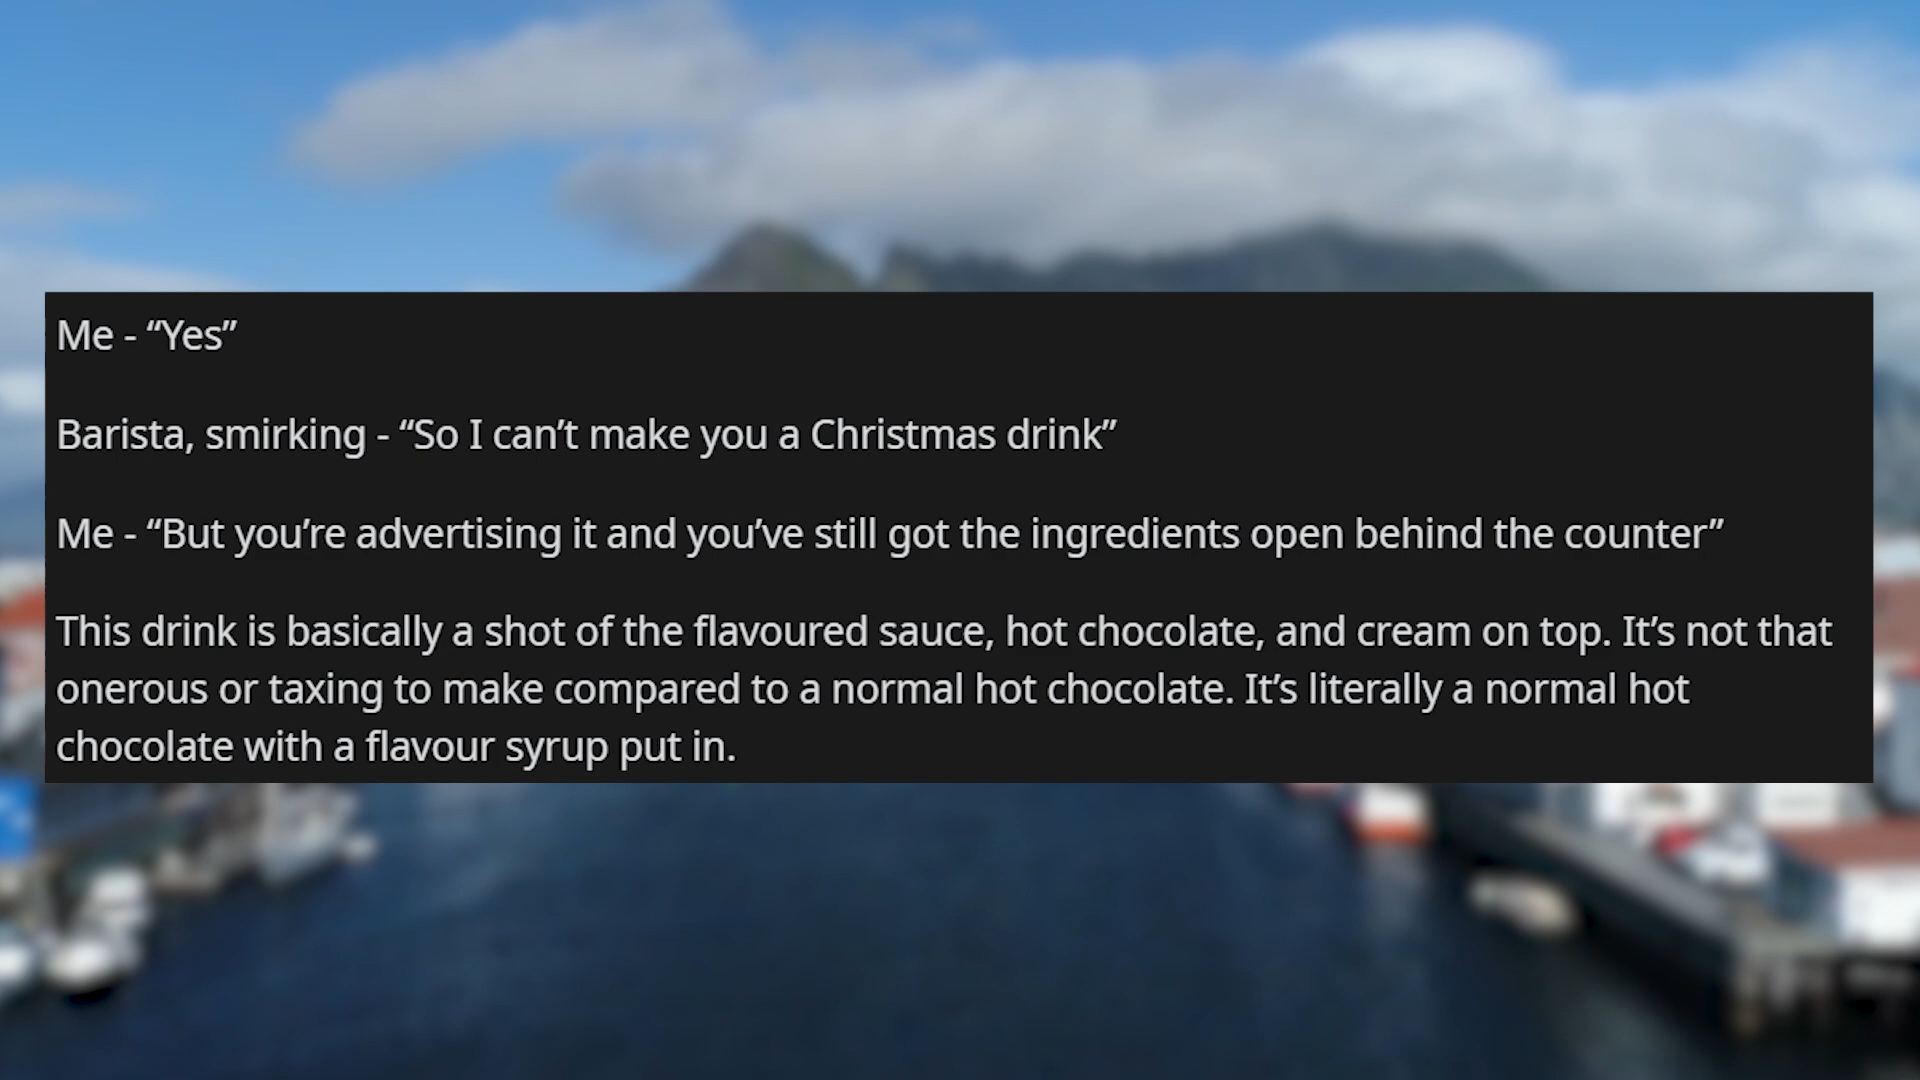 Me - “Yes”
Barista, smirking - “So I can’t make you a Christmas drink”
Me - “But you’re advertising it and you’ve still got the ingredients open behind the counter”
This drink is basically a shot of the flavoured sauce, hot chocolate, and cream on top. It’s not that
onerous or taxing to make compared to a normal hot chocolate. It’s literally a normal hot
chocolate with a flavour syrup put in.